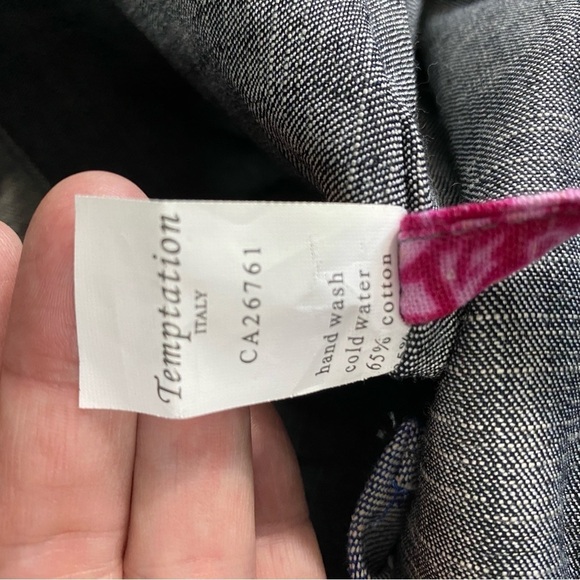 Temptation
ITALY
CA26761
hand wash
cold water
65% cotton